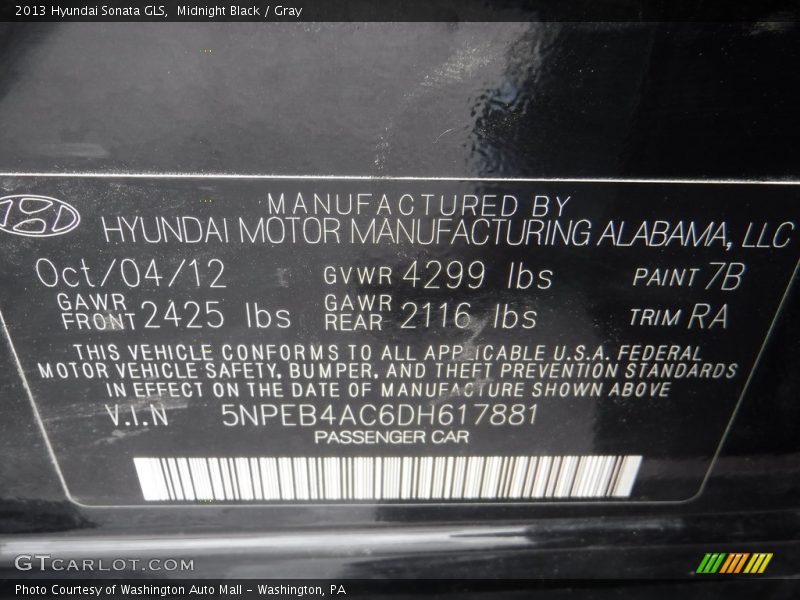 2013 Hyundai Sonata GLS, Midnight Black / Gray
MANUFACTURED BY
HYUNDAI MOTOR MANUFACTURING ALABAMA, LLC
Oct/04/12 GVWR 4299 lbs PAINT 7B
GAWR FRONT 2425 lbs GAWR REAR 2116 lbs TRIM RA
THIS VEHICLE CONFORMS TO ALL APPLICABLE U.S.A. FEDERAL
MOTOR VEHICLE SAFETY, BUMPER, AND THEFT PREVENTION STANDARDS
IN EFFECT ON THE DATE OF MANUFACTURE SHOWN ABOVE
V.I.N 5NPEB4AC6DH617881
PASSENGER CAR
GTCARLOT.COM
Photo Courtesy of Washington Auto Mall - Washington, PA